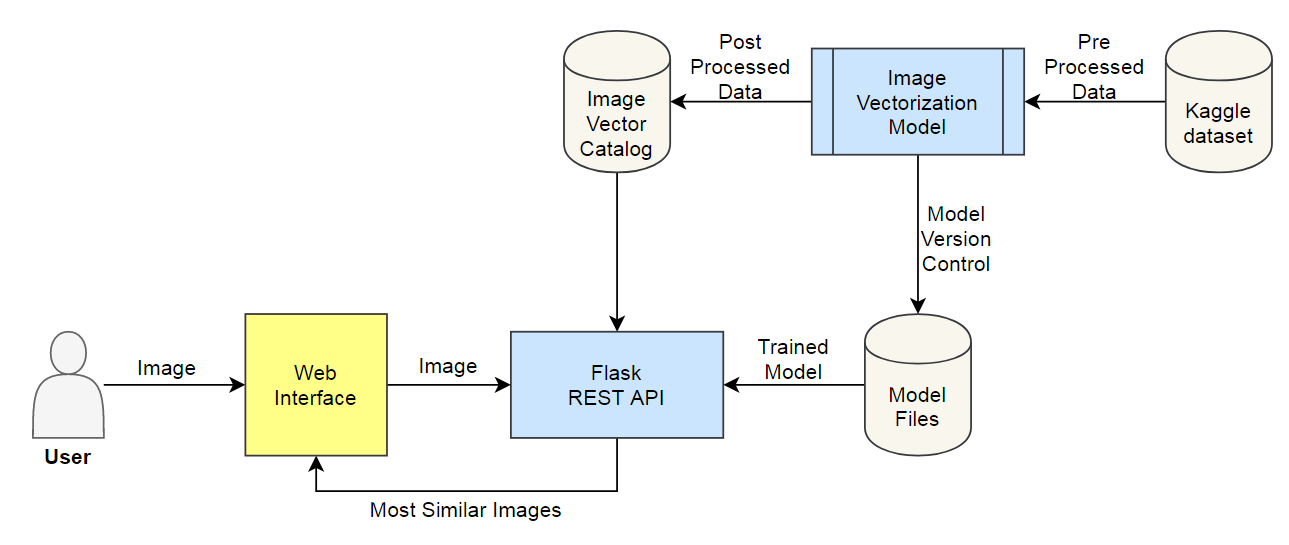 Post
Processed
Data
Pre
Processed
Data
Image
Vector
Catalog
Image
Vectorization
Model
Kaggle
dataset
Model
Version
Control
Image
Web
Interface
Image
Flask
REST API
Trained
Model
Model
Files
User
Most Similar Images